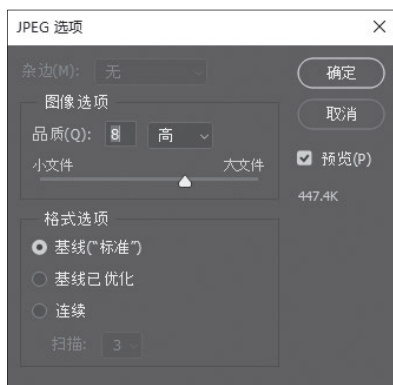 JPEG 选项
杂边(M): 无
确定
图像选项
取消
品质(Q): 8 高
预览(P)
小文件 大文件
447.4K
格式选项
基线("标准")
基线已优化
连续
扫描: 3